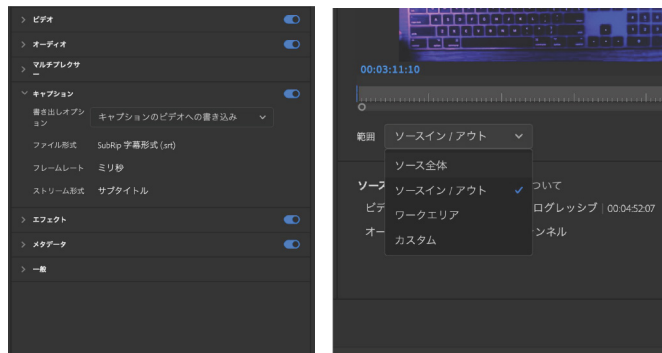 ビデオ
オーディオ
マルチプレクサ
ー
キャプション
書き出しオプシ
ョン
キャプションのビデオへの書き込み
ファイル形式 SubRip 字幕形式 (.srt)
フレームレート ミリ秒
ストリーム形式 サブタイトル
エフェクト
メタデータ
一般
00:03:11:10
範囲 ソースイン / アウト
ソース全体
ソースイン / アウト
ワークエリア
カスタム
ソース
ついて
ビデ
ログレッシブ | 00:04:52:07
オー
ンネル